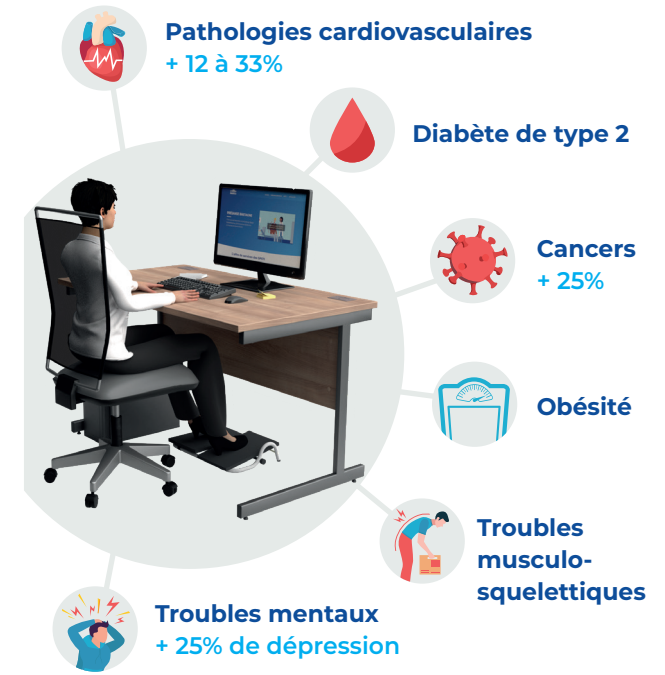 Pathologies cardiovasculaires
+ 12 à 33%
Diabète de type 2
Cancers
+ 25%
Obésité
Troubles
musculo-
squelettiques
Troubles mentaux
+ 25% de dépression